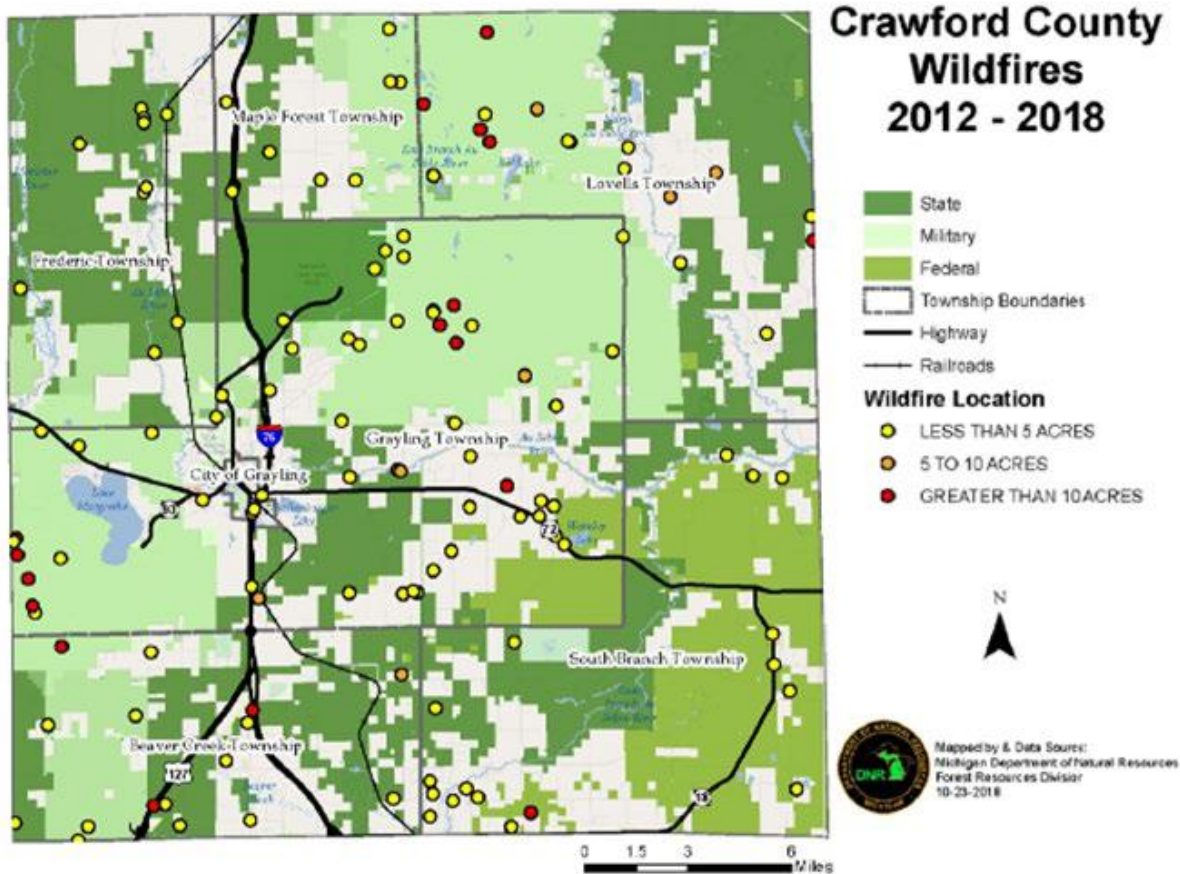 Crawford County
Wildfires
2012 - 2018
State
Military
Federal
Township Boundaries
Highway
Railroads
Wildfire Location
LESS THAN 5 ACRES
5 TO 10 ACRES
GREATER THAN 10 ACRES
N
DNR
Mapped by & Data Source:
Michigan Department of Natural Resources
Forest Resources Division
10-23-2018
0 1.5 3 6
Miles
Maple Forest Township
Lovells Township
Frederic Township
Grayling Township
City of Grayling
South Branch Township
Beaver Creek Township
75
72
127